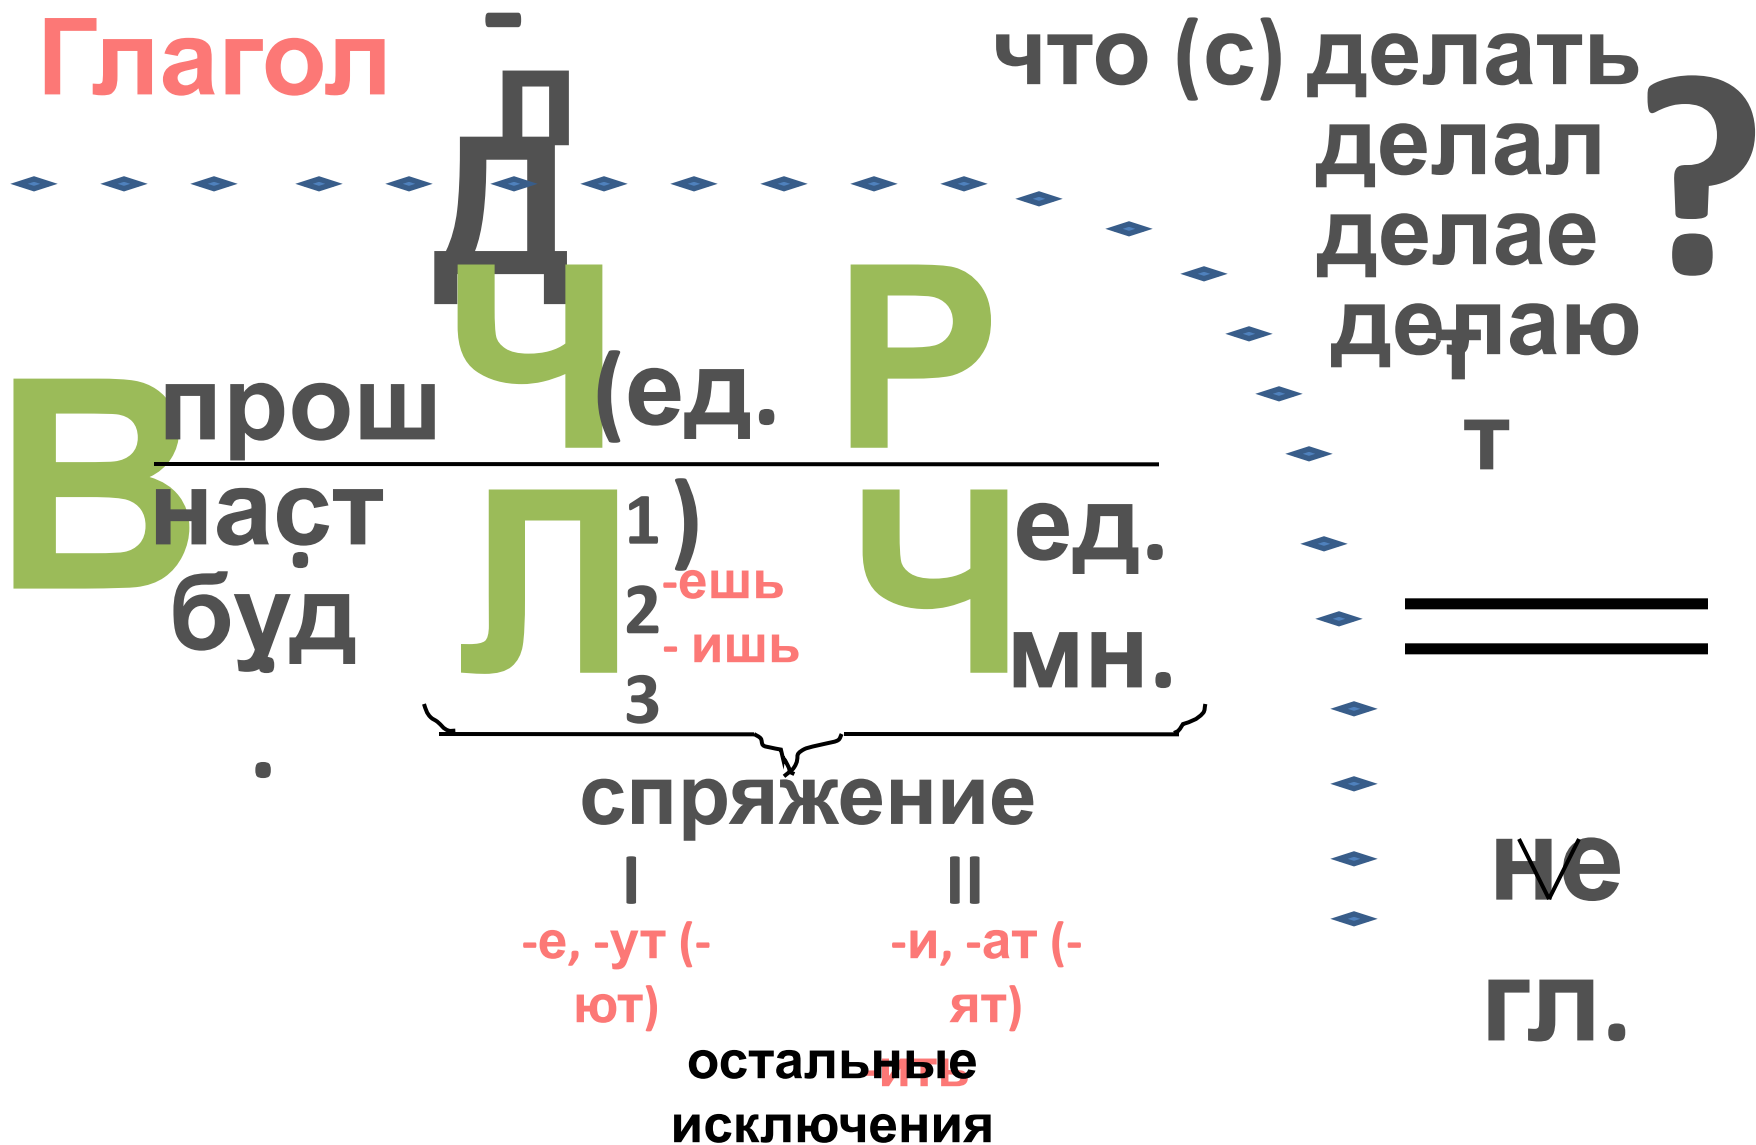 Глагол
-
П
Д
что (с) делать
делал
делае
т
делаю
т
?
В
прош
.
наст
.
буд
.
Ч
(ед.
)
Р
Л
1
2
3
-ешь
- ишь
Ч
ед.
мн.
спряжение
I
II
-е, -ут (-
ют)
-и, -ат (-
ят)
-ить
остальные
исключения
не
гл.